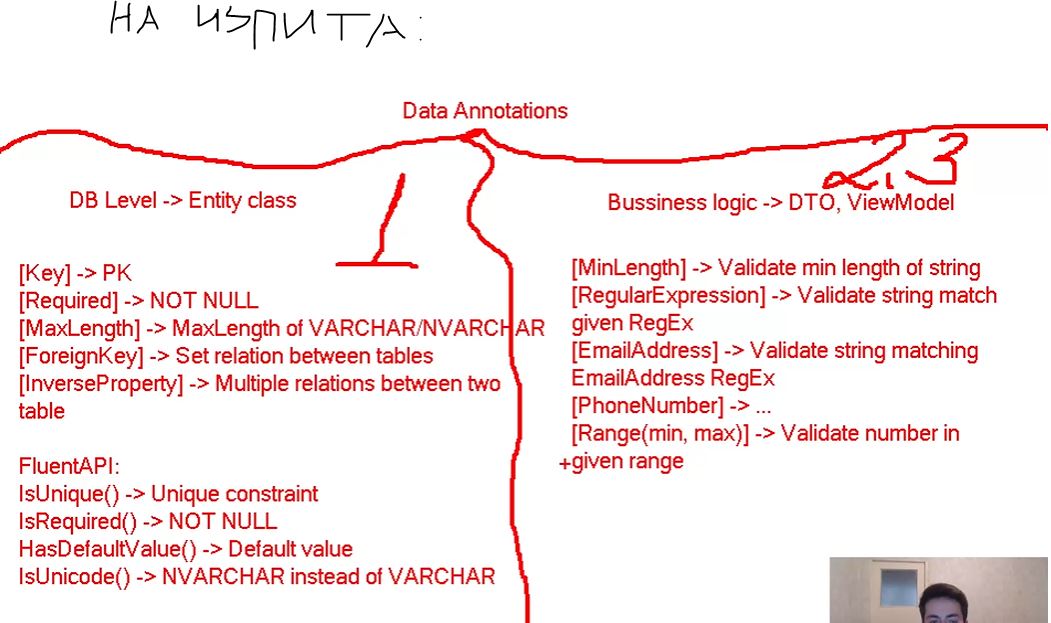 НА ИЗПИТА:
Data Annotations
1
2, 3
DB Level -> Entity class
[Key] -> PK
[Required] -> NOT NULL
[MaxLength] -> MaxLength of VARCHAR/NVARCHAR
[ForeignKey] -> Set relation between tables
[InverseProperty] -> Multiple relations between two
table
FluentAPI:
IsUnique() -> Unique constraint
IsRequired() -> NOT NULL
HasDefaultValue() -> Default value
IsUnicode() -> NVARCHAR instead of VARCHAR
Bussiness logic -> DTO, ViewModel
[MinLength] -> Validate min length of string
[RegularExpression] -> Validate string match
given RegEx
[EmailAddress] -> Validate string matching
EmailAddress RegEx
[PhoneNumber] -> ...
[Range(min, max)] -> Validate number in
+given range